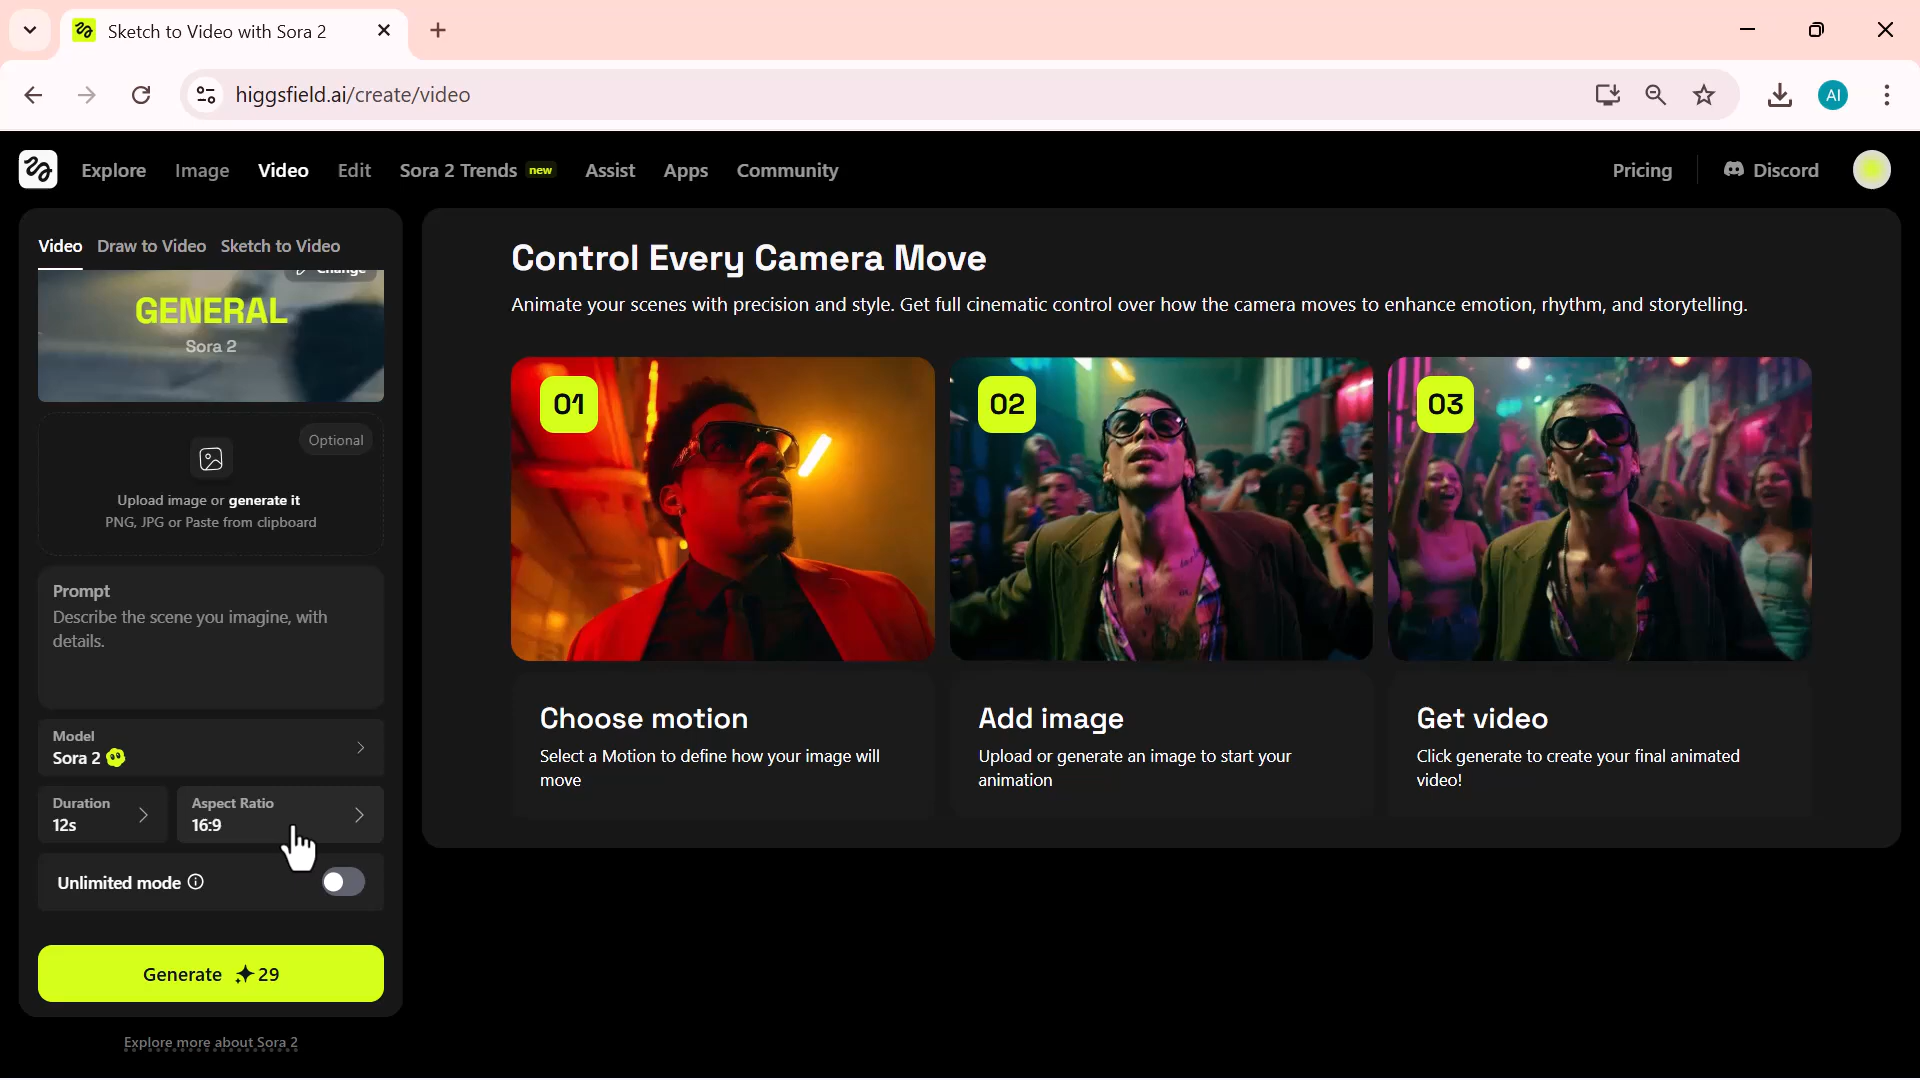 Sketch to Video with Sora 2
higgsfield.ai/create/video
AI
Explore
Image
Video
Edit
Sora 2 Trends new
Assist
Apps
Community
Pricing
Discord
Video
Draw to Video
Sketch to Video
Change
GENERAL
Sora 2
Optional
Upload image or generate it
PNG, JPG or Paste from clipboard
Prompt
Describe the scene you imagine, with
details.
Model
Sora 2
Duration
12s
Aspect Ratio
16:9
Unlimited mode
Generate 29
Explore more about Sora 2
Control Every Camera Move
Animate your scenes with precision and style. Get full cinematic control over how the camera moves to enhance emotion, rhythm, and storytelling.
01
Choose motion
Select a Motion to define how your image will
move
02
Add image
Upload or generate an image to start your
animation
03
Get video
Click generate to create your final animated
video!